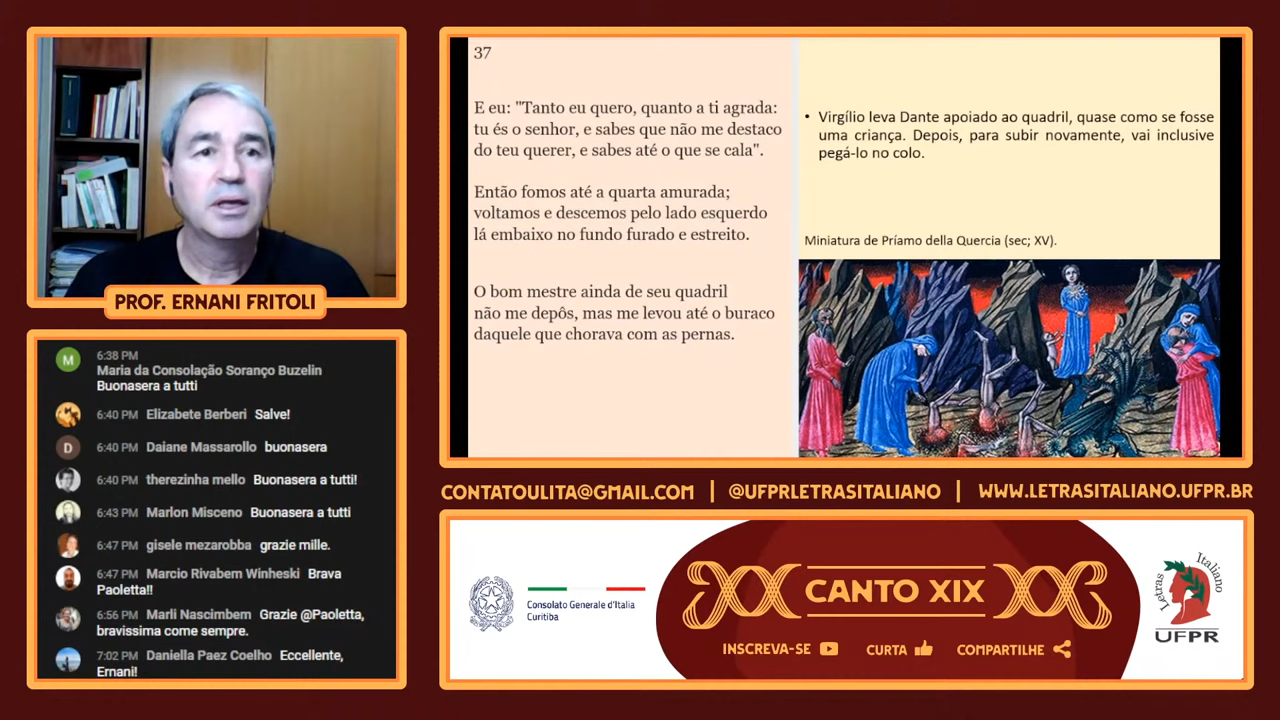 PROF. ERNANI FRITOLI
6:38 PM
M
Maria da Consolação Soranço Buzelin
Buonasera a tutti
6:40 PM Elizabete Berberi Salve!
D
6:40 PM Daiane Massarollo buonasera
6:40 PM therezinha mello Buonasera a tutti!
6:43 PM Marlon Misceno Buonasera a tutti
6:47 PM gisele mezarobba grazie mille.
6:47 PM Marcio Rivabem Winheski Brava
Paoletta!!
6:56 PM Marli Nascimbem Grazie @Paoletta,
bravissima come sempre.
7:02 PM Daniella Paez Coelho Eccellente,
Ernani!
37
E eu: "Tanto eu quero, quanto a ti agrada:
tu és o senhor, e sabes que não me destaco
do teu querer, e sabes até o que se cala".
Então fomos até a quarta amurada;
voltamos e descemos pelo lado esquerdo
lá embaixo no fundo furado e estreito.
O bom mestre ainda de seu quadril
não me depôs, mas me levou até o buraco
daquele que chorava com as pernas.
• Virgílio leva Dante apoiado ao quadril, quase como se fosse
uma criança. Depois, para subir novamente, vai inclusive
pegá-lo no colo.
Miniatura de Príamo della Quercia (sec; XV).
CONTATOULITA@GMAIL.COM | @UFPRLETRASITALIANO | WWW.LETRASITALIANO.UFPR.BR
Consolato Generale d'Italia
Curitiba
CANTO XIX
INSCREVA-SE CURTA COMPARTILHE
Letras Italiano
UFPR